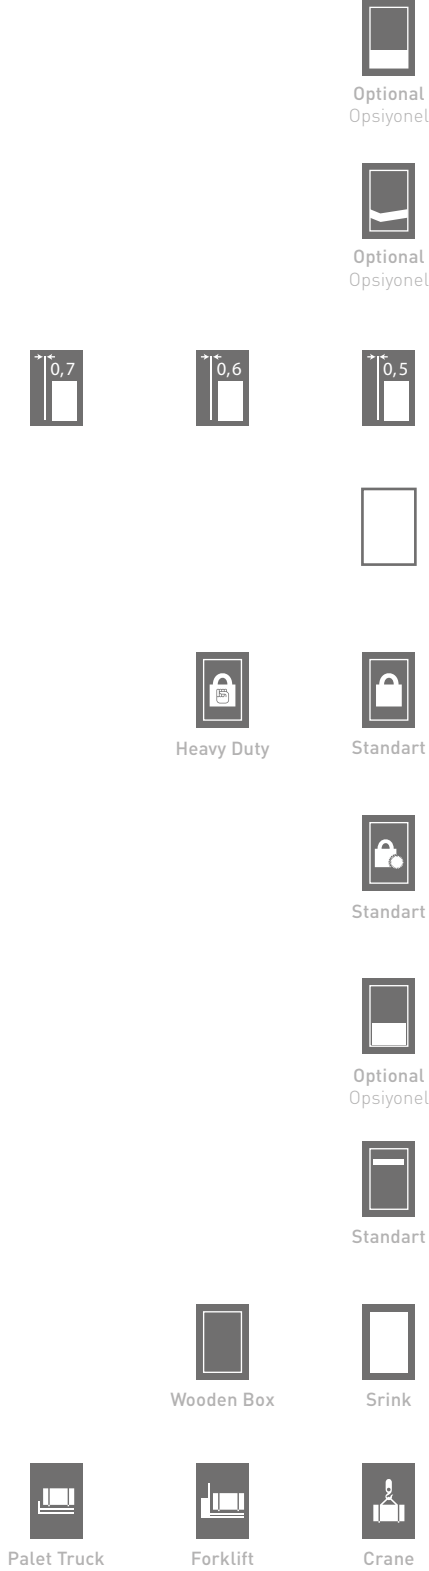 Optional
Opsiyonel
Optional
Opsiyonel
0,7 0,6 0,5
Heavy Duty Standart
Standart
Optional
Opsiyonel
Standart
Wooden Box Srink
Palet Truck Forklift Crane